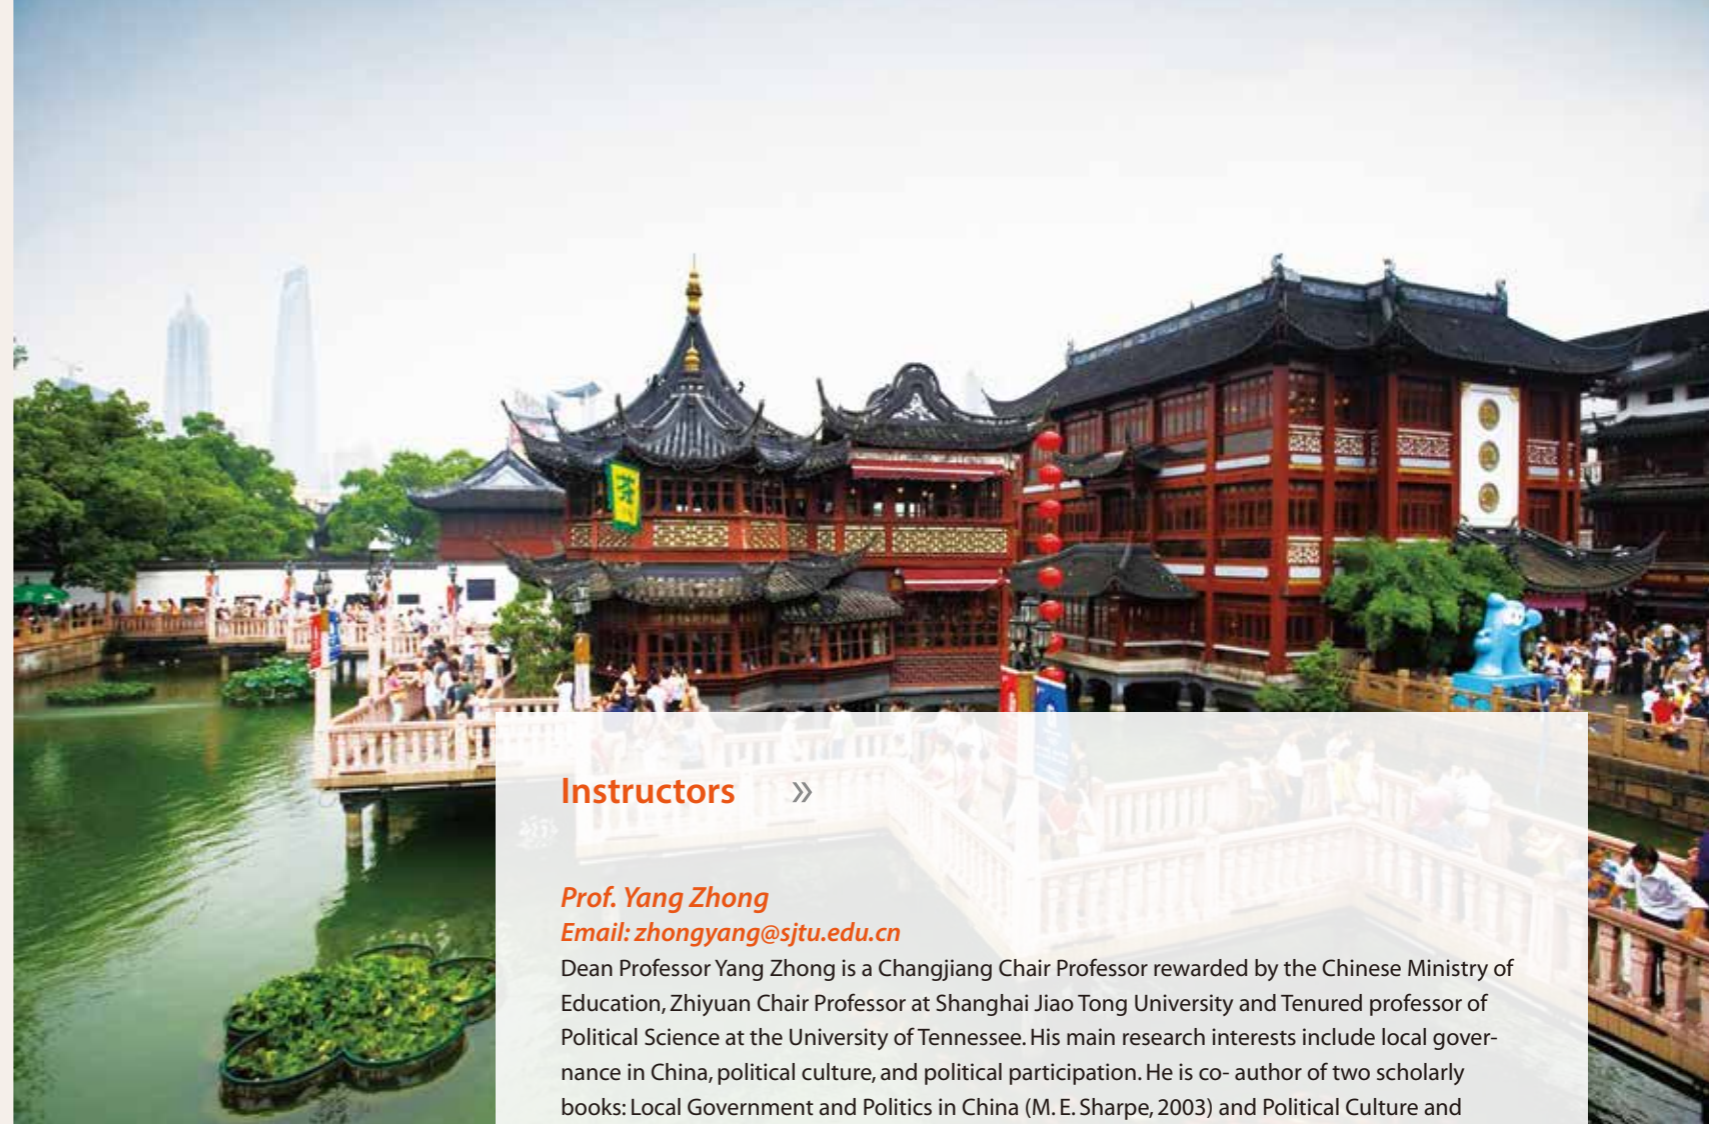 茶
Instructors »
Prof. Yang Zhong
Email: zhongyang@sjtu.edu.cn
Dean Professor Yang Zhong is a Changjiang Chair Professor rewarded by the Chinese Ministry of
Education, Zhiyuan Chair Professor at Shanghai Jiao Tong University and Tenured professor of
Political Science at the University of Tennessee. His main research interests include local gover-
nance in China, political culture, and political participation. He is co- author of two scholarly
books: Local Government and Politics in China (M. E. Sharpe, 2003) and Political Culture and